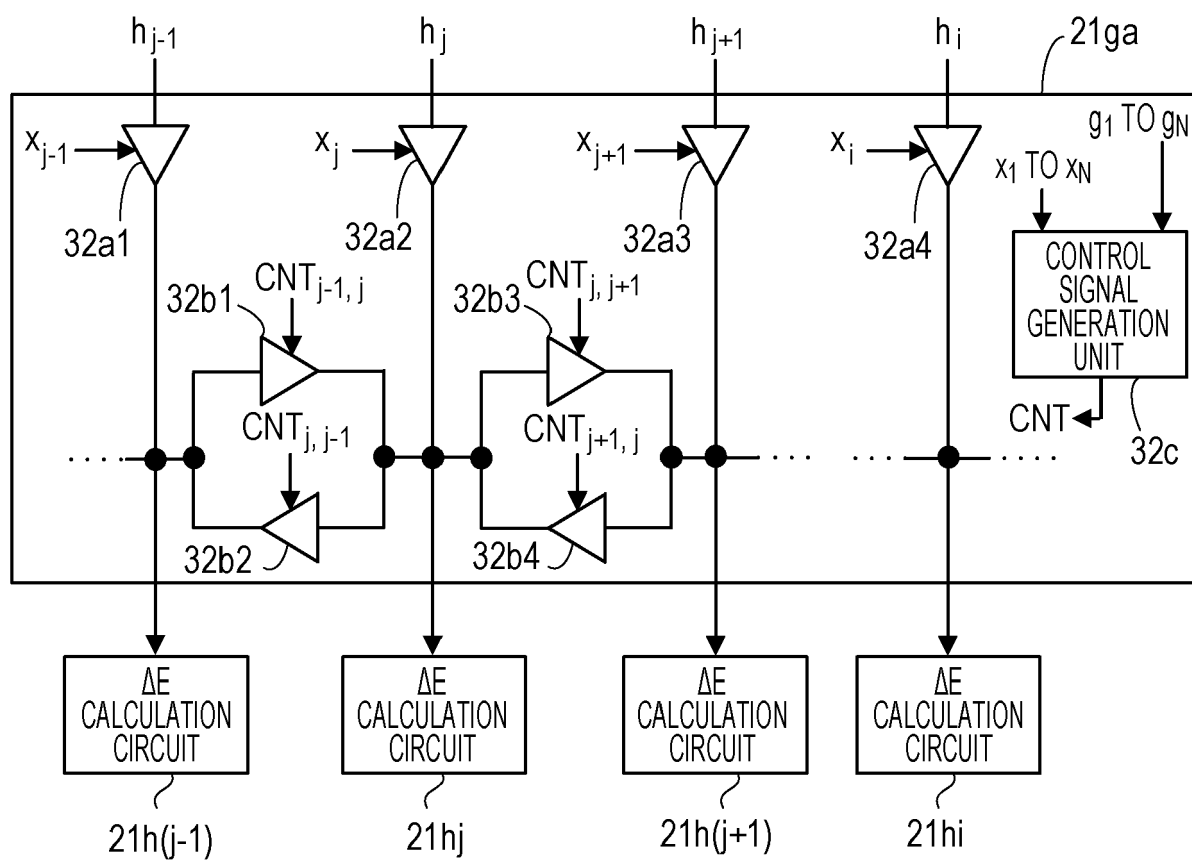 h_{j-1} h_j h_{j+1} h_i 21ga
x_{j-1} x_j x_{j+1} x_i g_1 TO g_N
x_1 TO x_N
32a1 32a2 32a3 32a4
CONTROL
SIGNAL
GENERATION
UNIT
CNT_{j-1, j} CNT_{j, j+1}
32b1 32b3
CNT_{j, j-1} CNT_{j+1, j}
CNT
32c
32b2 32b4
ΔE
CALCULATION
CIRCUIT
ΔE
CALCULATION
CIRCUIT
ΔE
CALCULATION
CIRCUIT
ΔE
CALCULATION
CIRCUIT
21h(j-1) 21hj 21h(j+1) 21hi